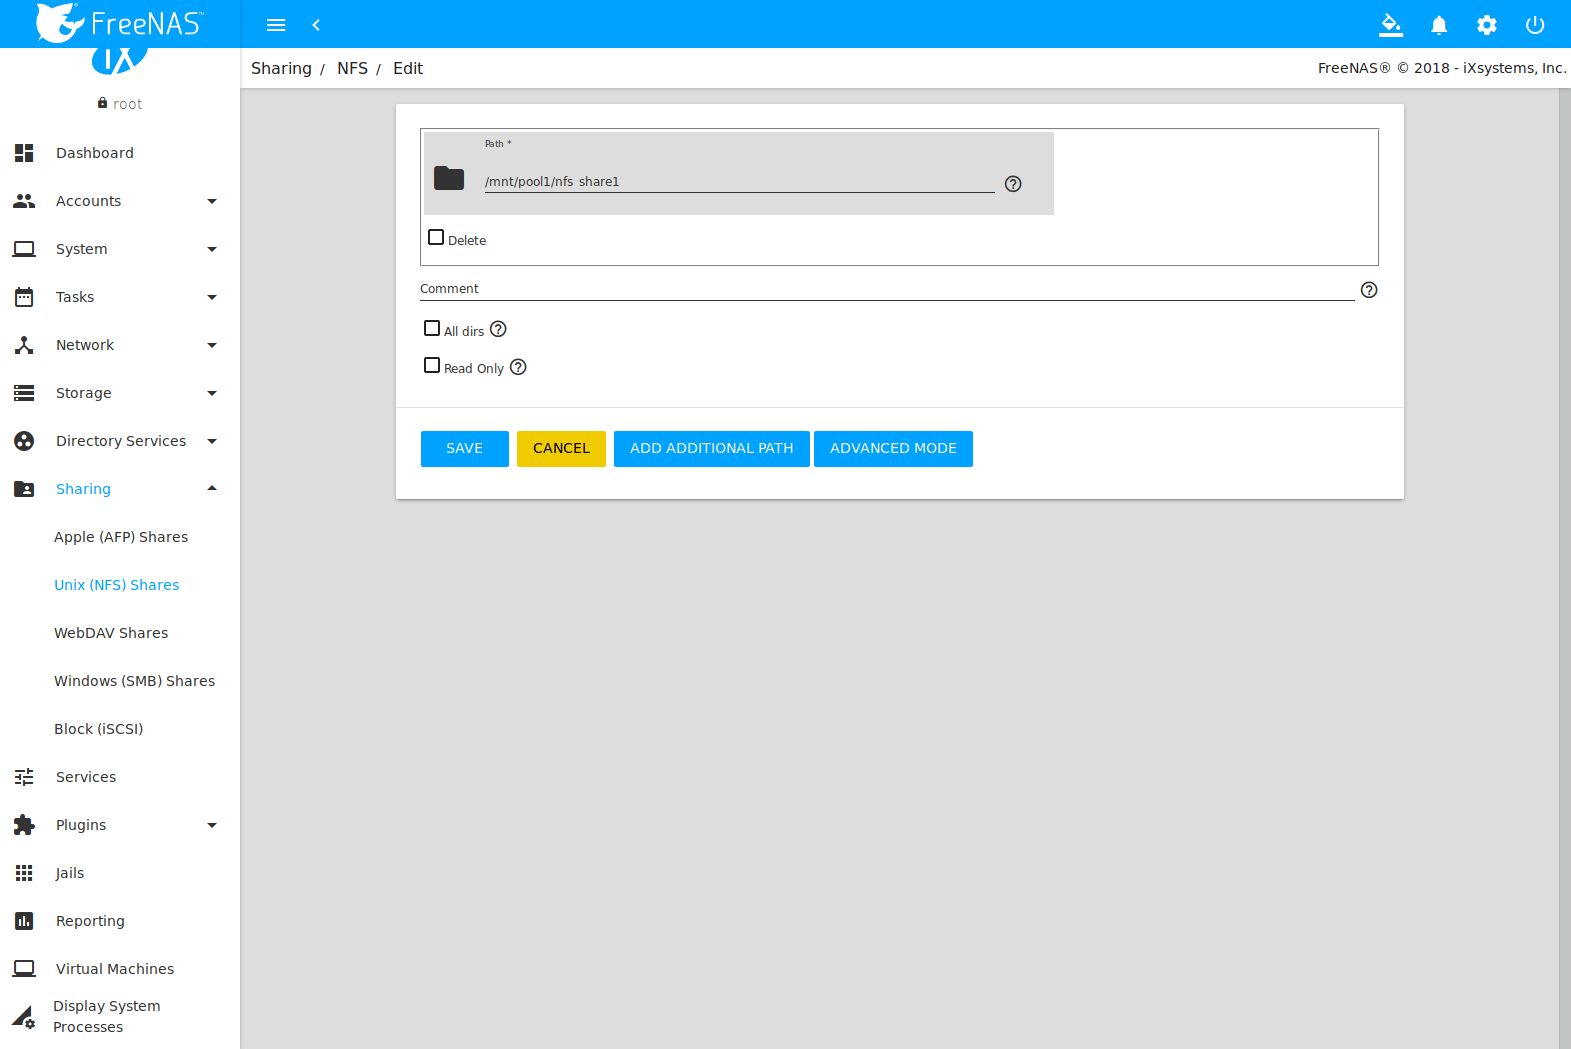 FreeNAS™
Sharing / NFS / Edit
FreeNAS® © 2018 - iXsystems, Inc.
iX
root
Dashboard
Accounts
System
Tasks
Network
Storage
Directory Services
Sharing
Apple (AFP) Shares
Unix (NFS) Shares
WebDAV Shares
Windows (SMB) Shares
Block (iSCSI)
Services
Plugins
Jails
Reporting
Virtual Machines
Display System
Processes
Path *
/mnt/pool1/nfs_share1
Delete
Comment
All dirs
Read Only
SAVE CANCEL ADD ADDITIONAL PATH ADVANCED MODE